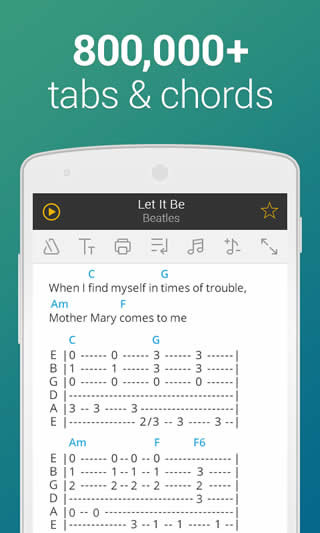 800,000+
tabs & chords
Let It Be
Beatles
C G
When I find myself in times of trouble,
Am F
Mother Mary comes to me
C G
E |0 ------ 0 ------ 3 ------ 3 ------|
B |1 ------ 1 ------ 3 ------ 3 ------|
G |0 ------ 0 ------ 0 ------ 0 ------|
D |-----------------------------------|
A |3 -- 3 ----- 3 --------------------|
E |---------------- 2/3 -- 3 ---- 3 --|
Am F F6
E |0 ------ 0 -- 0 -- 0 ------------------|
B |1 ------ 1 -- 1 -- 1 ------ 3 ------|
G |2 ------ 2 -- 2 -- 2 ------ 2 ------|
D |--------------------------- 3 ------|
A |0 -- 0 -----------------------------|
E |------------- 3 -- 1 -- 1 ----- 1 --|